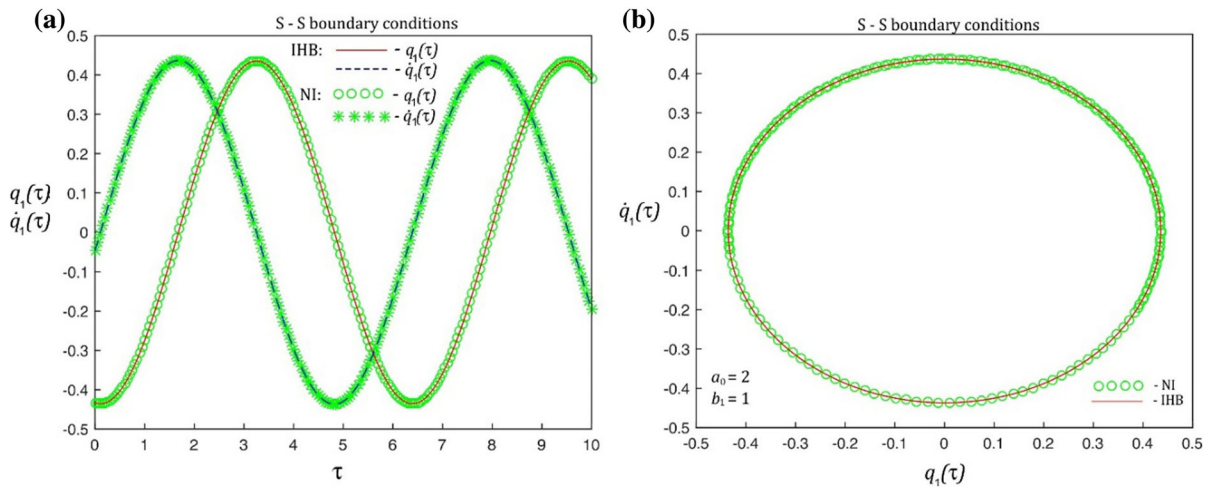 (a)
S - S boundary conditions
IHB: - q₁(τ)
- q̇₁(τ)
NI: - q₁(τ)
- q̇₁(τ)
0.5
0.4
0.3
0.2
0.1
0
-0.1
-0.2
-0.3
-0.4
-0.5
q₁(τ)
q̇₁(τ)
0 1 2 3 4 5 6 7 8 9 10
τ
(b)
S - S boundary conditions
0.5
0.4
0.3
0.2
0.1
0
-0.1
-0.2
-0.3
-0.4
-0.5
q̇₁(τ)
a₀ = 2
b₁ = 1
- NI
- IHB
-0.5 -0.4 -0.3 -0.2 -0.1 0 0.1 0.2 0.3 0.4 0.5
q₁(τ)